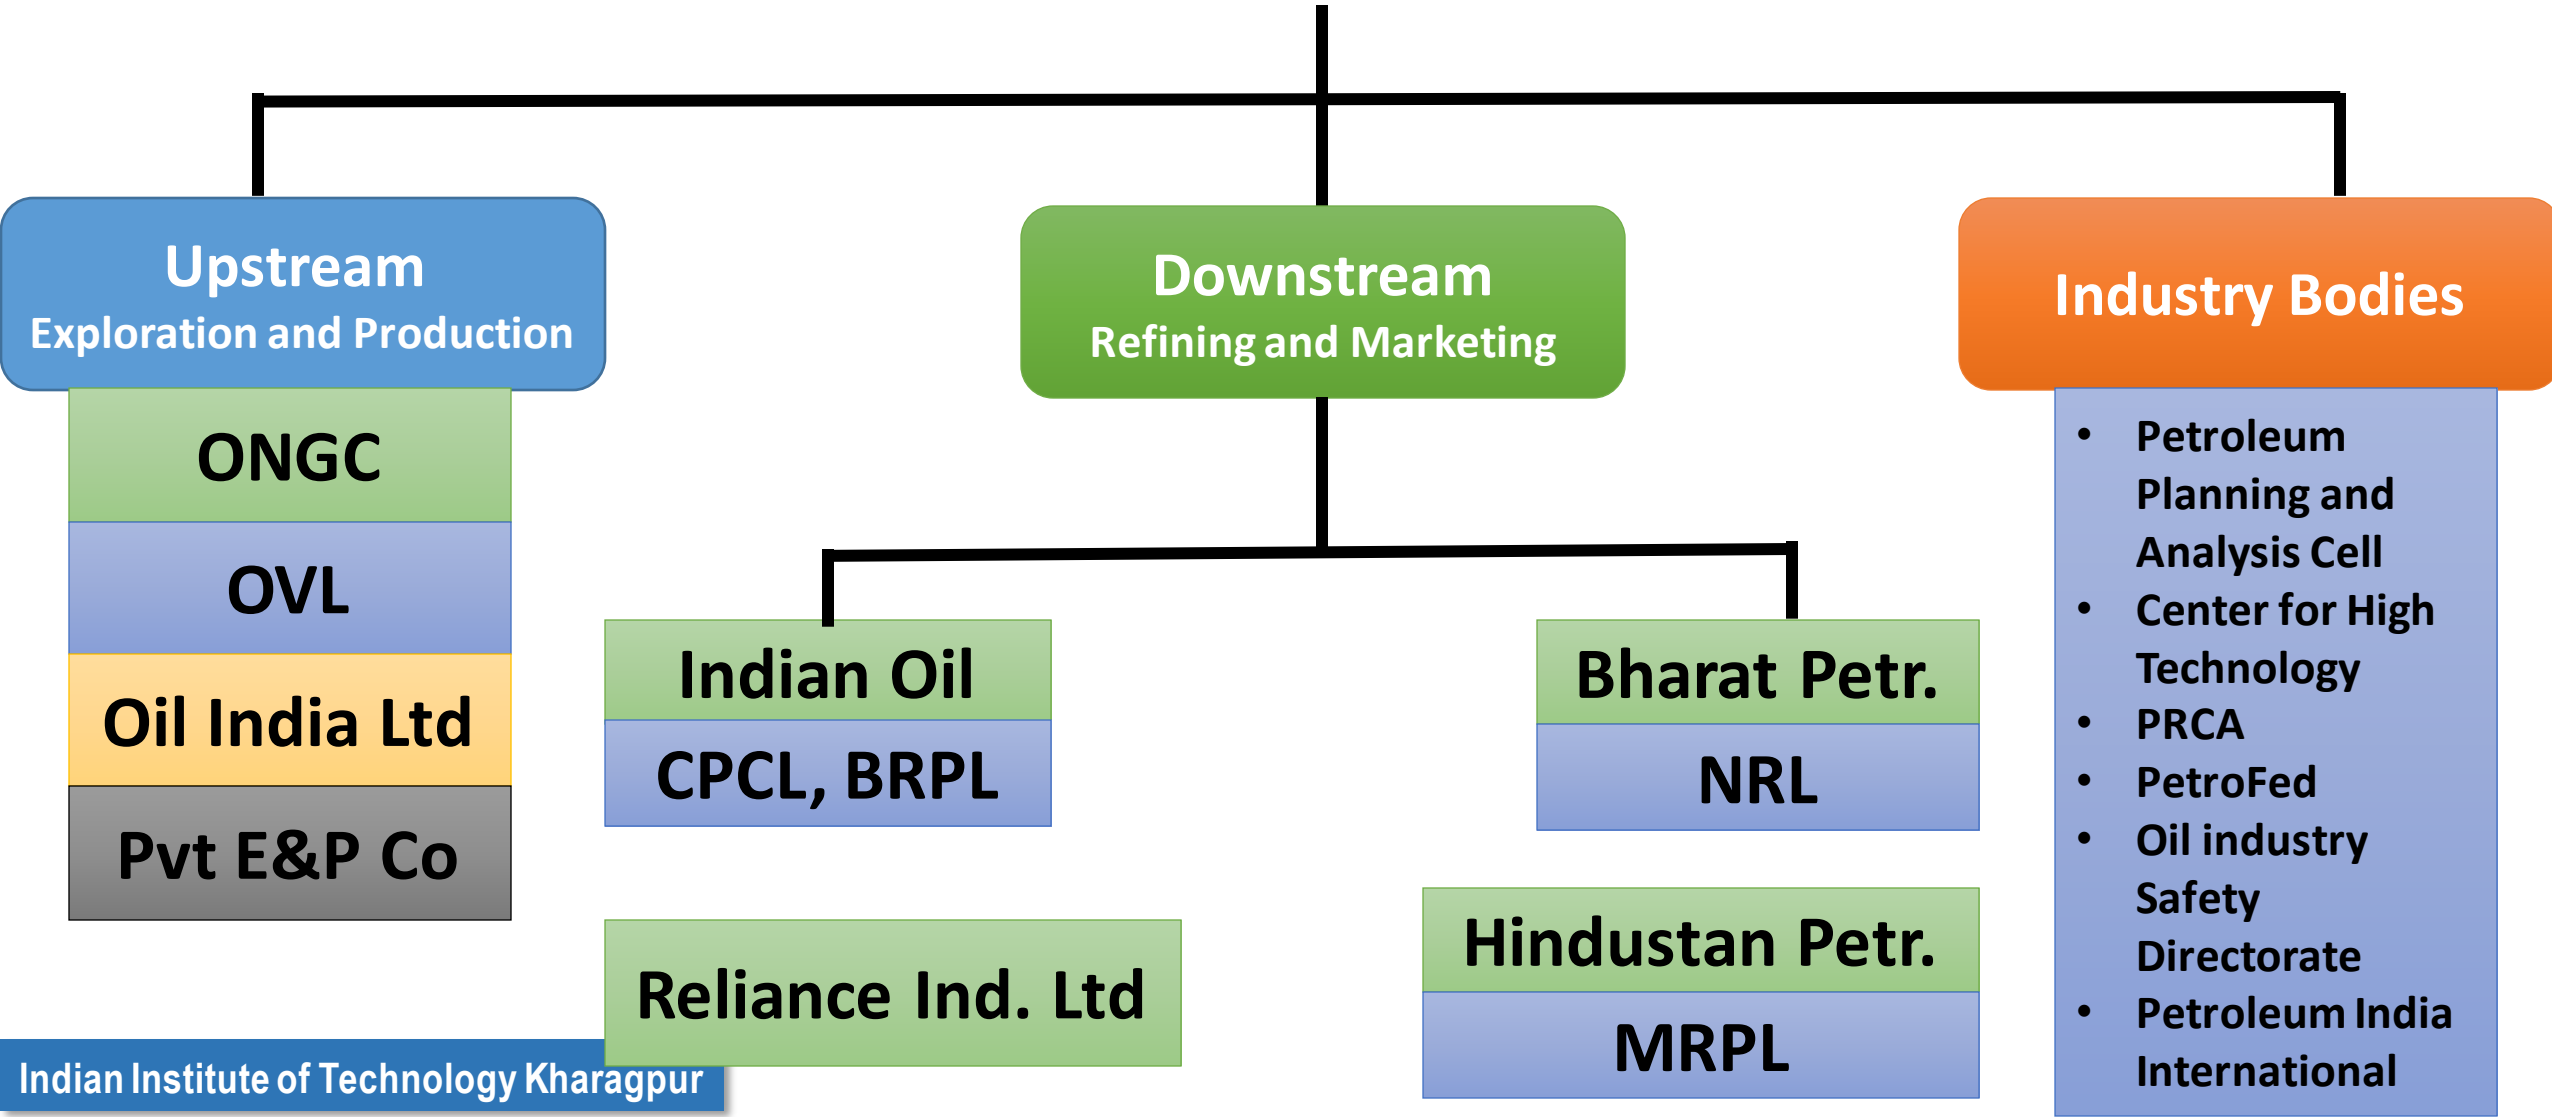 Upstream
Exploration and Production
ONGC
OVL
Oil India Ltd
Pvt E&P Co
Downstream
Refining and Marketing
Indian Oil
CPCL, BRPL
Bharat Petr.
NRL
Reliance Ind. Ltd
Hindustan Petr.
MRPL
Industry Bodies
• Petroleum
Planning and
Analysis Cell
• Center for High
Technology
• PRCA
• PetroFed
• Oil industry
Safety
Directorate
• Petroleum India
International
Indian Institute of Technology Kharagpur